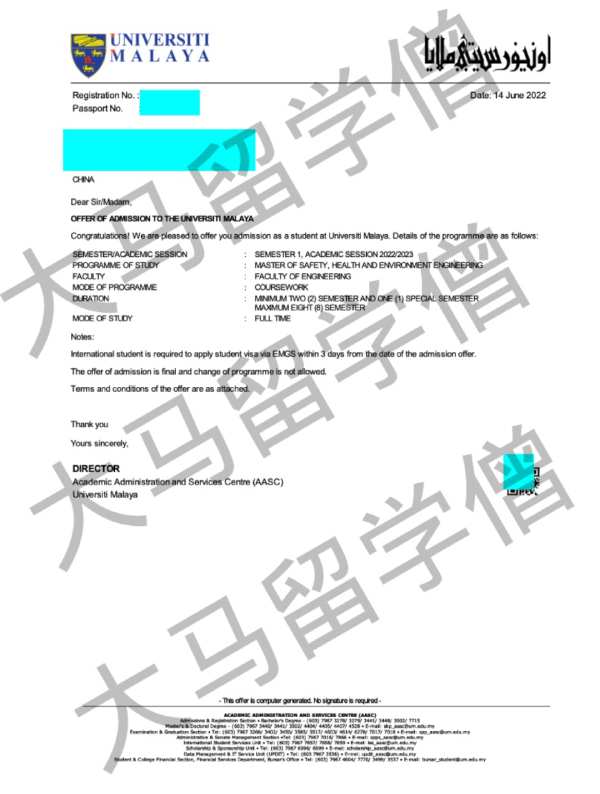 UNIVERSITI
MALAYA
اونيۏرسيتي ملايا
Registration No. :
Date: 14 June 2022
Passport No.
CHINA
Dear Sir/Madam,
OFFER OF ADMISSION TO THE UNIVERSITI MALAYA
Congratulations! We are pleased to offer you admission as a student at Universiti Malaya. Details of the programme are as follows:
SEMESTER/ACADEMIC SESSION : SEMESTER 1, ACADEMIC SESSION 2022/2023
PROGRAMME OF STUDY : MASTER OF SAFETY, HEALTH AND ENVIRONMENT ENGINEERING
FACULTY : FACULTY OF ENGINEERING
MODE OF PROGRAMME : COURSEWORK
DURATION : MINIMUM TWO (2) SEMESTER AND ONE (1) SPECIAL SEMESTER
MAXIMUM EIGHT (8) SEMESTER
MODE OF STUDY : FULL TIME
Notes:
International student is required to apply student visa via EMGS within 3 days from the date of the admission offer.
The offer of admission is final and change of programme is not allowed.
Terms and conditions of the offer are as attached.
Thank you
Yours sincerely,
DIRECTOR
Academic Administration and Services Centre (AASC)
Universiti Malaya
大马留学僧
大马留学僧
大马留学僧
- This offer is computer generated. No signature is required -
ACADEMIC ADMINISTRATION AND SERVICES CENTRE (AASC)